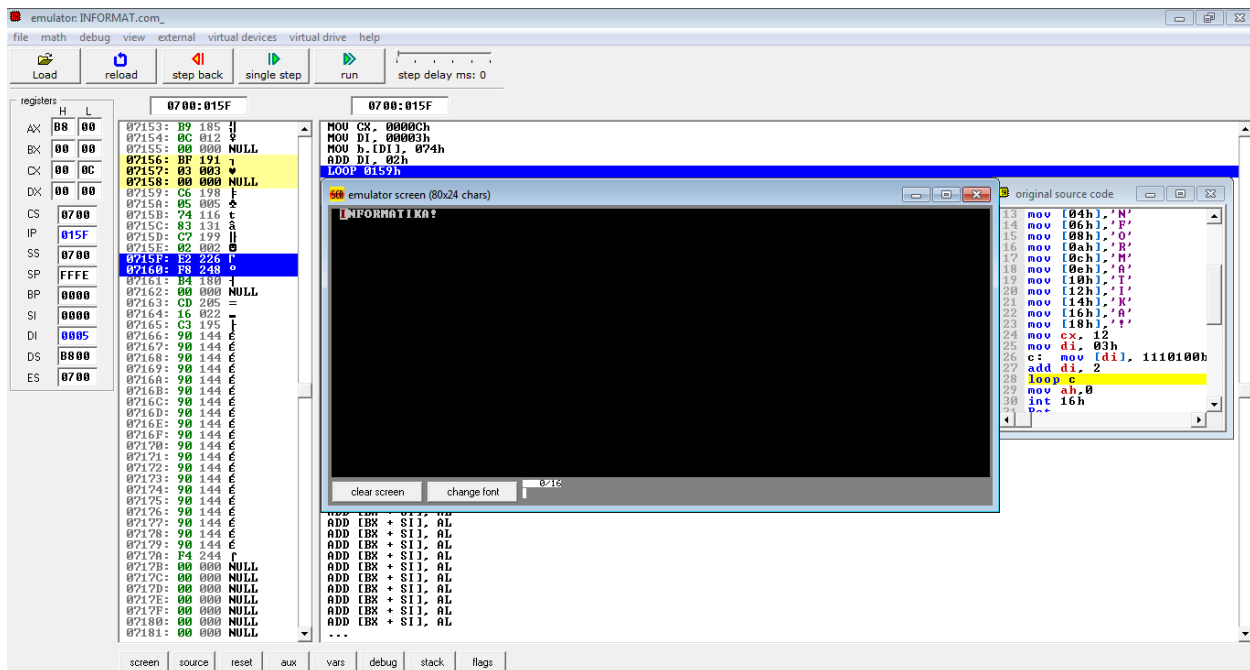 emulator: INFORMAT.com_
file math debug view external virtual devices virtual drive help
Load reload step back single step run step delay ms: 0
registers
H L
0700:015F 0700:015F
AX B8 00
BX 00 00
CX 00 0C
DX 00 00
CS 0700
IP 015F
SS 0700
SP FFFE
BP 0000
SI 0000
DI 0005
DS B800
ES 0700
07153: B9 185 ╣
07154: 0C 012 ♀
07155: 00 000 NULL
07156: BF 191 ┐
07157: 03 003 ♥
07158: 00 000 NULL
07159: C6 198 ╞
0715A: 05 005 ♣
0715B: 74 116 t
0715C: 83 131 â
0715D: C7 199 ╟
0715E: 02 002 ☻
0715F: E2 226 Γ
07160: F8 248 °
07161: B4 180 ┤
07162: 00 000 NULL
07163: CD 205 =
07164: 16 022 ▬
07165: C3 195 ├
07166: 90 144 É
07167: 90 144 É
07168: 90 144 É
07169: 90 144 É
0716A: 90 144 É
0716B: 90 144 É
0716C: 90 144 É
0716D: 90 144 É
0716E: 90 144 É
0716F: 90 144 É
07170: 90 144 É
07171: 90 144 É
07172: 90 144 É
07173: 90 144 É
07174: 90 144 É
07175: 90 144 É
07176: 90 144 É
07177: 90 144 É
07178: 90 144 É
07179: 90 144 É
0717A: F4 244 ⌠
0717B: 00 000 NULL
0717C: 00 000 NULL
0717D: 00 000 NULL
0717E: 00 000 NULL
0717F: 00 000 NULL
07180: 00 000 NULL
07181: 00 000 NULL
MOV CX, 0000Ch
MOV DI, 00003h
MOV b.[DI], 074h
ADD DI, 02h
LOOP 0159h
emulator screen (80x24 chars)
INFORMATIKA!
clear screen change font 0/16
original source code
13 mov [04h],'N'
14 mov [06h],'F'
15 mov [08h],'O'
16 mov [0ah],'R'
17 mov [0ch],'M'
18 mov [0eh],'A'
19 mov [10h],'T'
20 mov [12h],'I'
21 mov [14h],'K'
22 mov [16h],'A'
23 mov [18h],'!'
24 mov cx, 12
25 mov di, 03h
26 c: mov [di], 1110100b
27 add di, 2
28 loop c
29 mov ah,0
30 int 16h
31 Ret
ADD [BX + SI], AL
ADD [BX + SI], AL
ADD [BX + SI], AL
ADD [BX + SI], AL
ADD [BX + SI], AL
ADD [BX + SI], AL
ADD [BX + SI], AL
ADD [BX + SI], AL
ADD [BX + SI], AL
ADD [BX + SI], AL
ADD [BX + SI], AL
...
screen source reset aux vars debug stack flags